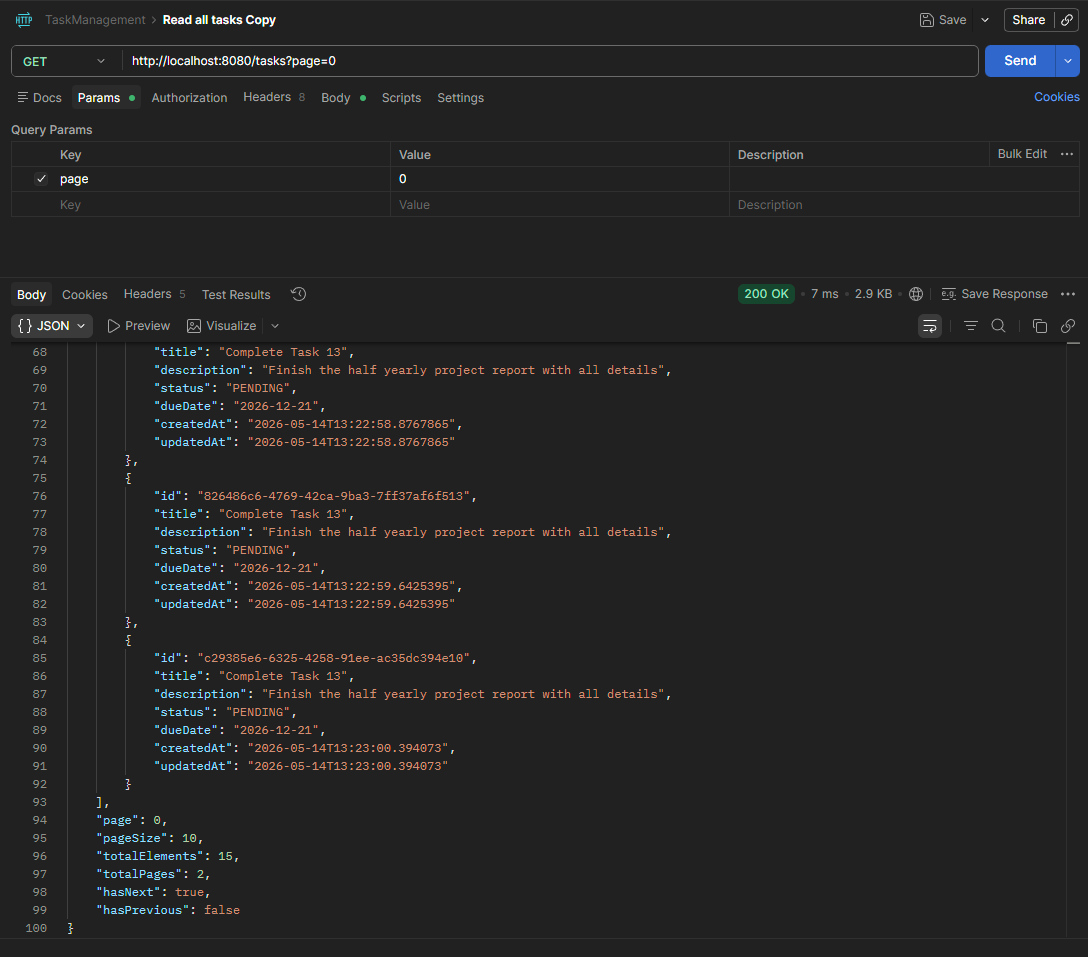 HTTP TaskManagement > Read all tasks Copy Save Share
GET http://localhost:8080/tasks?page=0 Send
Docs Params Authorization Headers 8 Body Scripts Settings Cookies
Query Params
Key Value Description Bulk Edit ...
page 0
Key Value Description
Body Cookies Headers 5 Test Results 200 OK • 7 ms • 2.9 KB • e.g. Save Response ...
{} JSON Preview Visualize
68 "title": "Complete Task 13",
69 "description": "Finish the half yearly project report with all details",
70 "status": "PENDING",
71 "dueDate": "2026-12-21",
72 "createdAt": "2026-05-14T13:22:58.8767865",
73 "updatedAt": "2026-05-14T13:22:58.8767865"
74 },
75 {
76 "id": "826486c6-4769-42ca-9ba3-7ff37af6f513",
77 "title": "Complete Task 13",
78 "description": "Finish the half yearly project report with all details",
79 "status": "PENDING",
80 "dueDate": "2026-12-21",
81 "createdAt": "2026-05-14T13:22:59.6425395",
82 "updatedAt": "2026-05-14T13:22:59.6425395"
83 },
84 {
85 "id": "c29385e6-6325-4258-91ee-ac35dc394e10",
86 "title": "Complete Task 13",
87 "description": "Finish the half yearly project report with all details",
88 "status": "PENDING",
89 "dueDate": "2026-12-21",
90 "createdAt": "2026-05-14T13:23:00.394073",
91 "updatedAt": "2026-05-14T13:23:00.394073"
92 }
93 ],
94 "page": 0,
95 "pageSize": 10,
96 "totalElements": 15,
97 "totalPages": 2,
98 "hasNext": true,
99 "hasPrevious": false
100 }